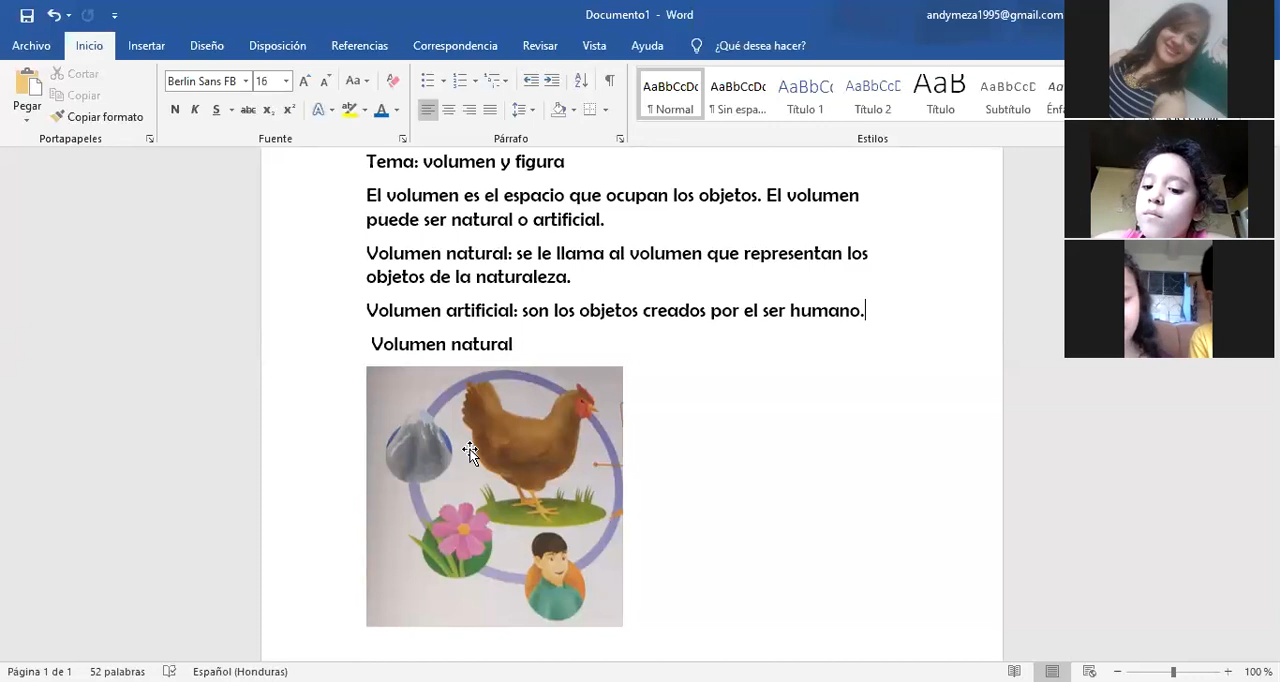 Documento1 - Word
andymeza1995@gmail.com
Archivo Inicio Insertar Diseño Disposición Referencias Correspondencia Revisar Vista Ayuda ¿Qué desea hacer?
Pegar
Cortar
Copiar
Copiar formato
Portapapeles
Berlin Sans FB 16
N K S abc x₂ x²
Fuente
Párrafo
AaBbCcDc AaBbCcDc AaBbC AaBbCcD AaB AaBbCcD
¶ Normal ¶ Sin espa... Título 1 Título 2 Título Subtítulo
Estilos
Tema: volumen y figura
El volumen es el espacio que ocupan los objetos. El volumen
puede ser natural o artificial.
Volumen natural: se le llama al volumen que representan los
objetos de la naturaleza.
Volumen artificial: son los objetos creados por el ser humano.
Volumen natural
Página 1 de 1 52 palabras Español (Honduras) 100 %